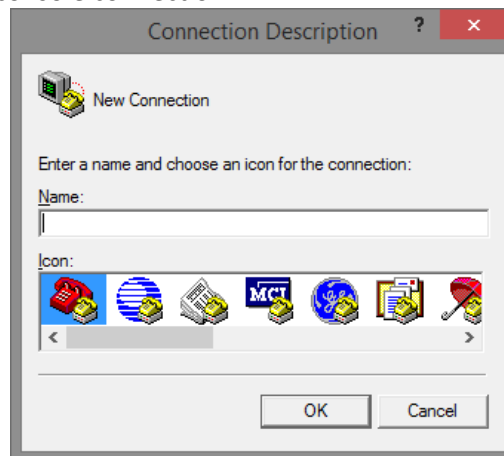 Connection Description ? ×
New Connection
Enter a name and choose an icon for the connection:
Name:
Icon:
MCI
OK Cancel